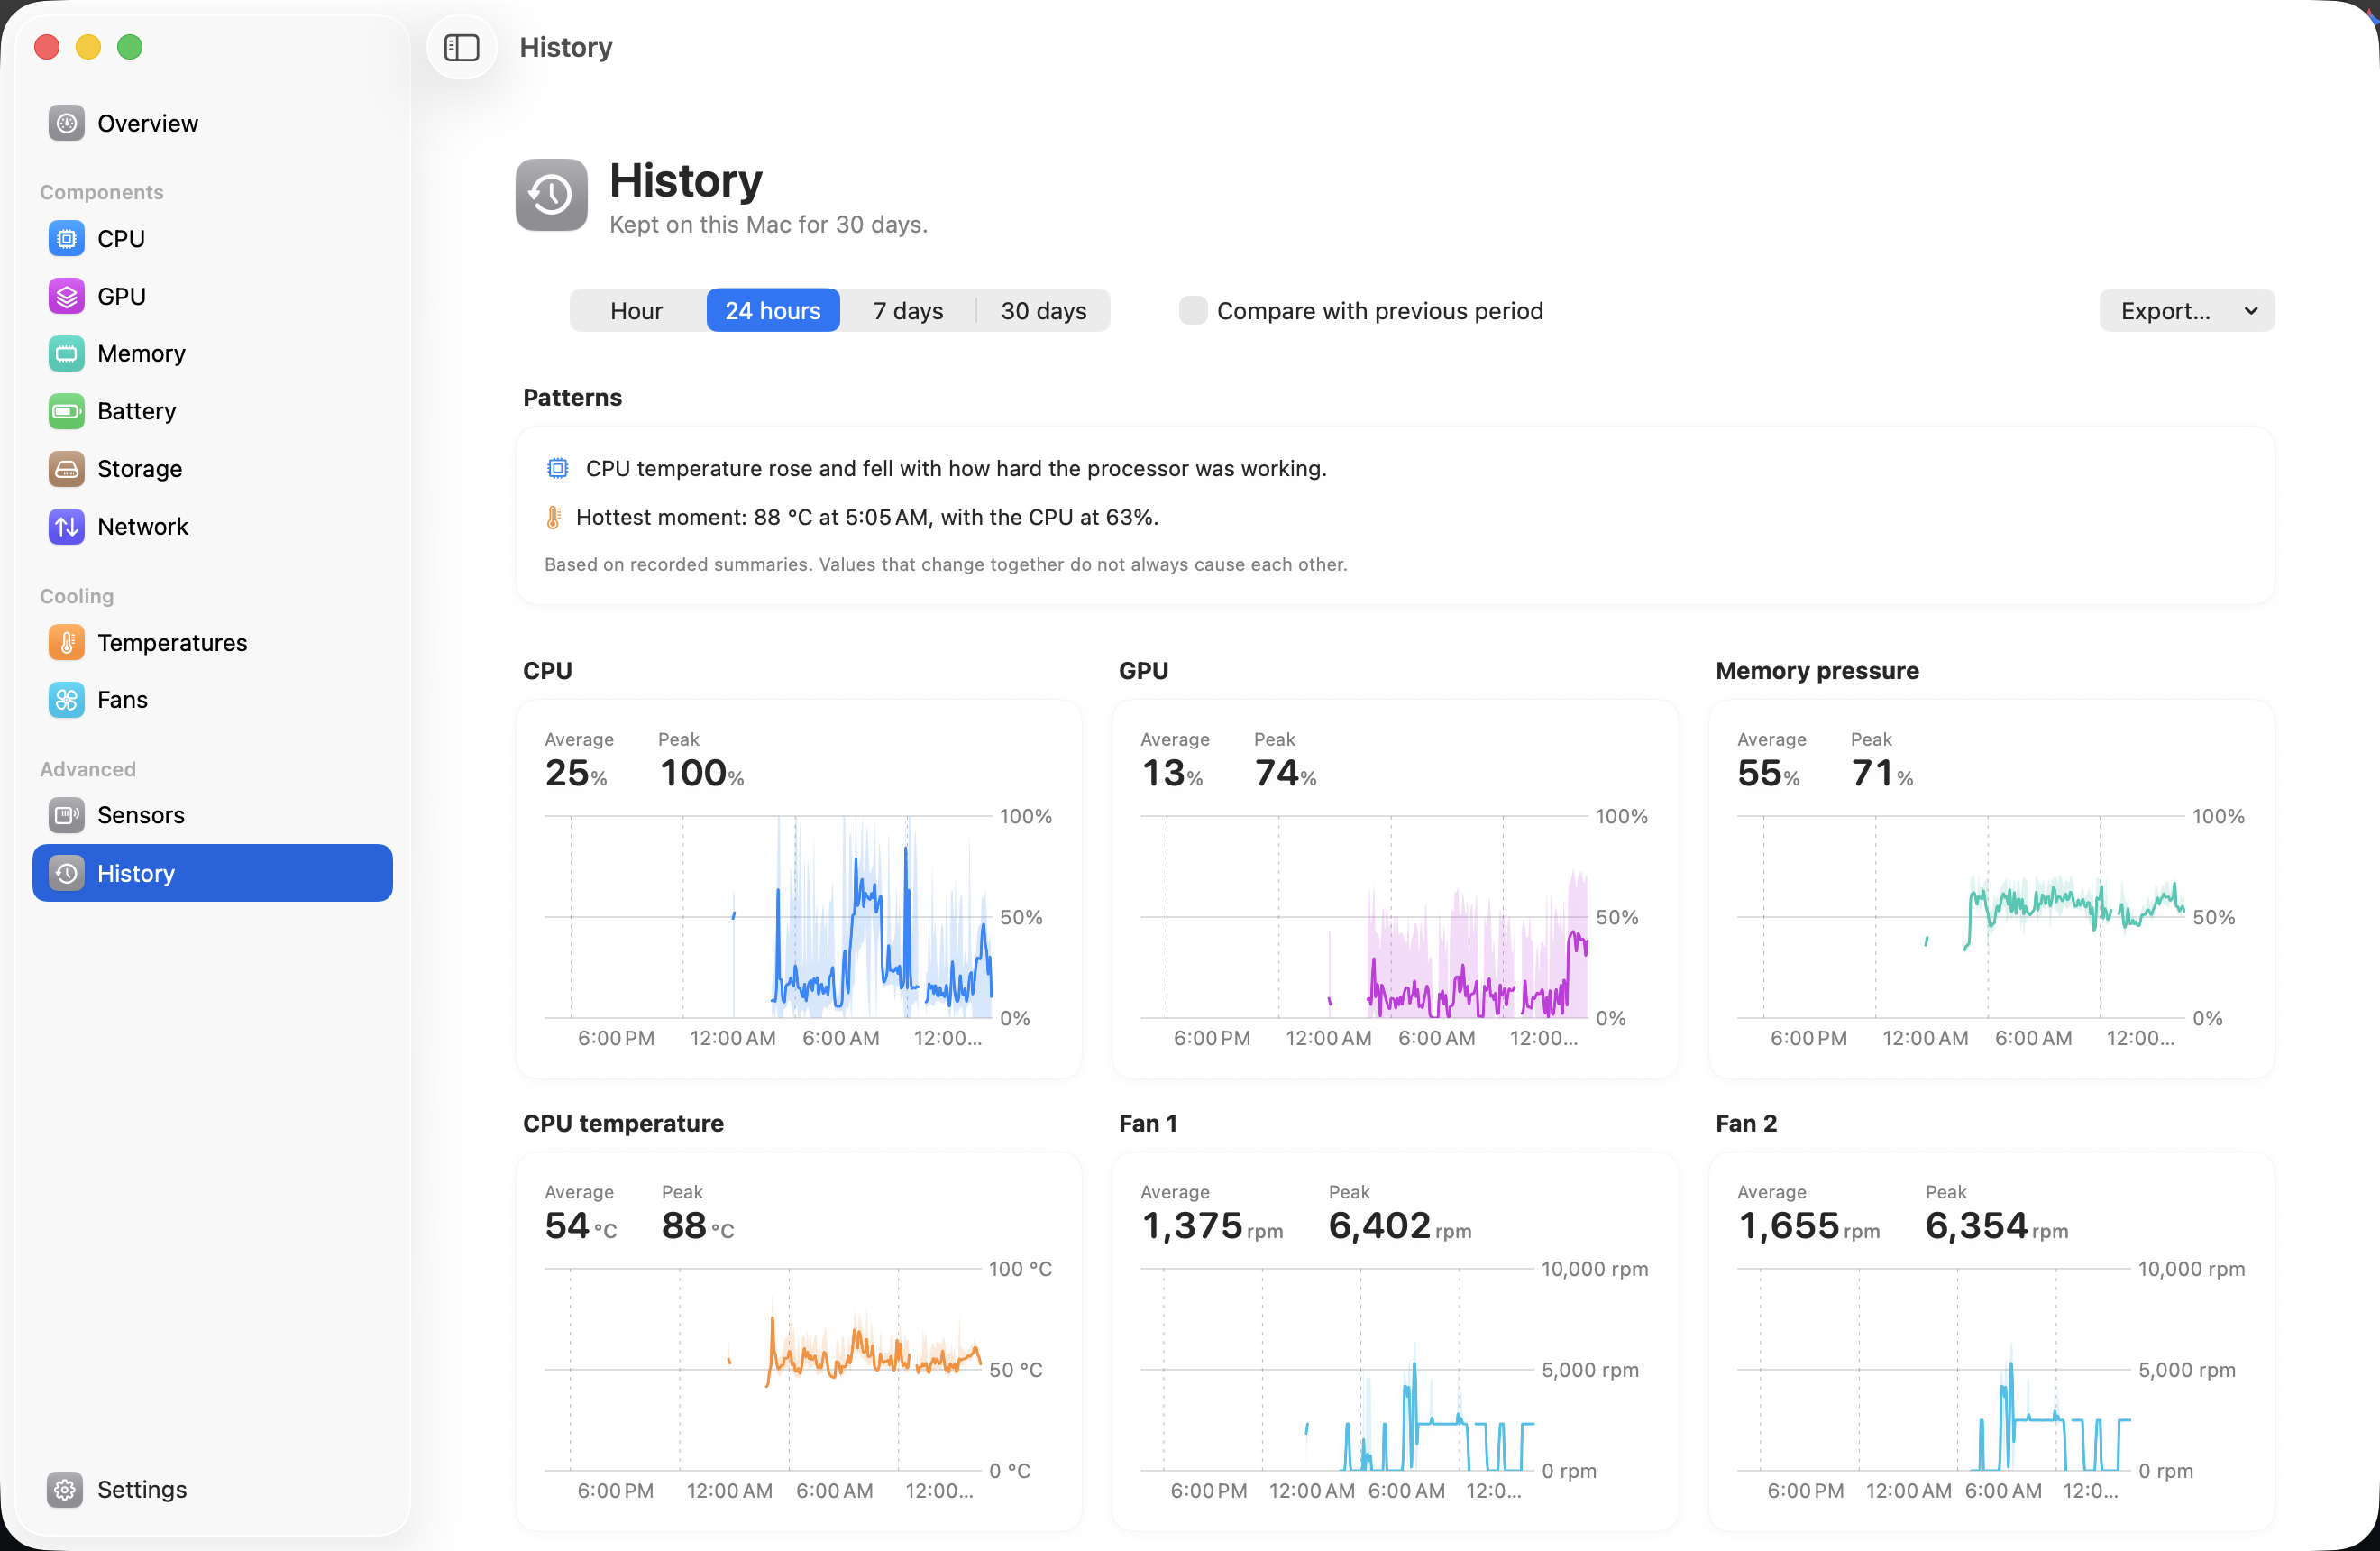 History
Overview
Components
CPU
GPU
Memory
Battery
Storage
Network
Cooling
Temperatures
Fans
Advanced
Sensors
History
Settings
History
Kept on this Mac for 30 days.
Hour 24 hours 7 days 30 days Compare with previous period Export...
Patterns
CPU temperature rose and fell with how hard the processor was working.
Hottest moment: 88 °C at 5:05 AM, with the CPU at 63%.
Based on recorded summaries. Values that change together do not always cause each other.
CPU
Average Peak
25% 100%
100%
50%
0%
6:00 PM 12:00 AM 6:00 AM 12:00...
GPU
Average Peak
13% 74%
100%
50%
0%
6:00 PM 12:00 AM 6:00 AM 12:00...
Memory pressure
Average Peak
55% 71%
100%
50%
0%
6:00 PM 12:00 AM 6:00 AM 12:00...
CPU temperature
Average Peak
54 °C 88 °C
100 °C
50 °C
0 °C
6:00 PM 12:00 AM 6:00 AM 12:00...
Fan 1
Average Peak
1,375 rpm 6,402 rpm
10,000 rpm
5,000 rpm
0 rpm
6:00 PM 12:00 AM 6:00 AM 12:0...
Fan 2
Average Peak
1,655 rpm 6,354 rpm
10,000 rpm
5,000 rpm
0 rpm
6:00 PM 12:00 AM 6:00 AM 12:0...